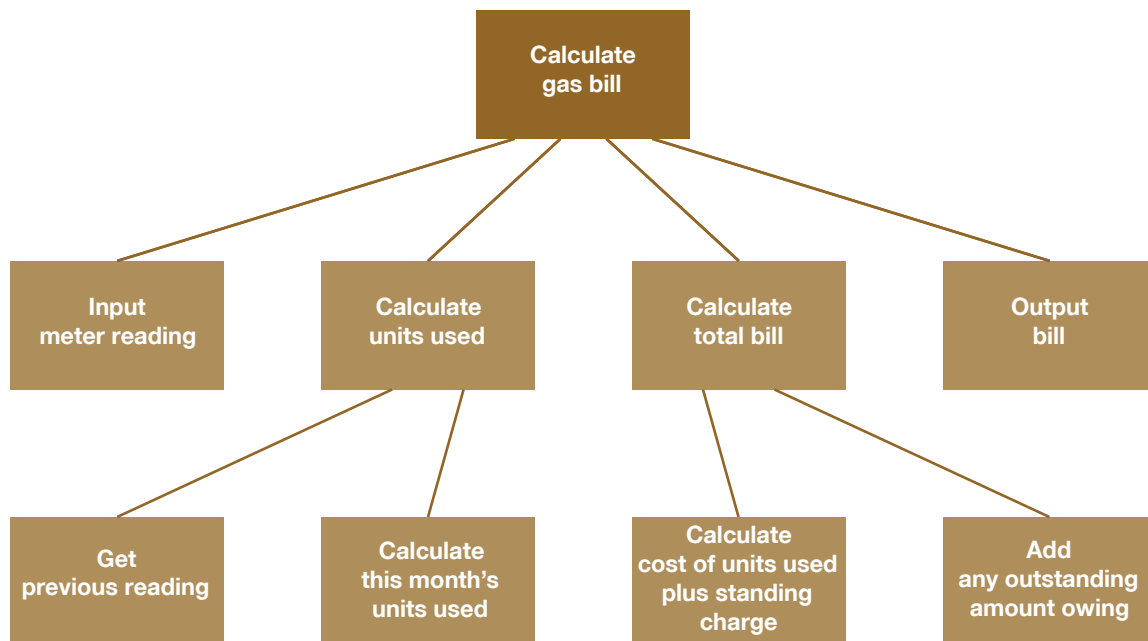 Calculate
gas bill
Input
meter reading
Calculate
units used
Calculate
total bill
Output
bill
Get
previous reading
Calculate
this month’s
units used
Calculate
cost of units used
plus standing
charge
Add
any outstanding
amount owing